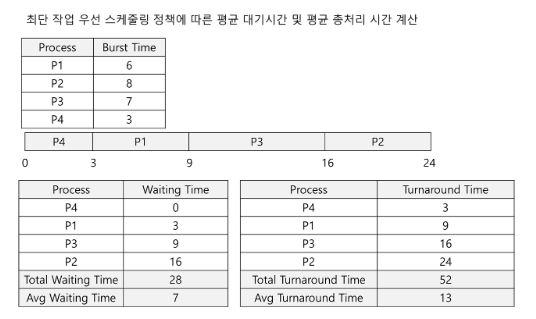 최단 작업 우선 스케줄링 정책에 따른 평균 대기시간 및 평균 총처리 시간 계산
Process Burst Time
P1 6
P2 8
P3 7
P4 3
P4 P1 P3 P2
0 3 9 16 24
Process Waiting Time
P4 0
P1 3
P3 9
P2 16
Total Waiting Time 28
Avg Waiting Time 7
Process Turnaround Time
P4 3
P1 9
P3 16
P2 24
Total Turnaround Time 52
Avg Turnaround Time 13